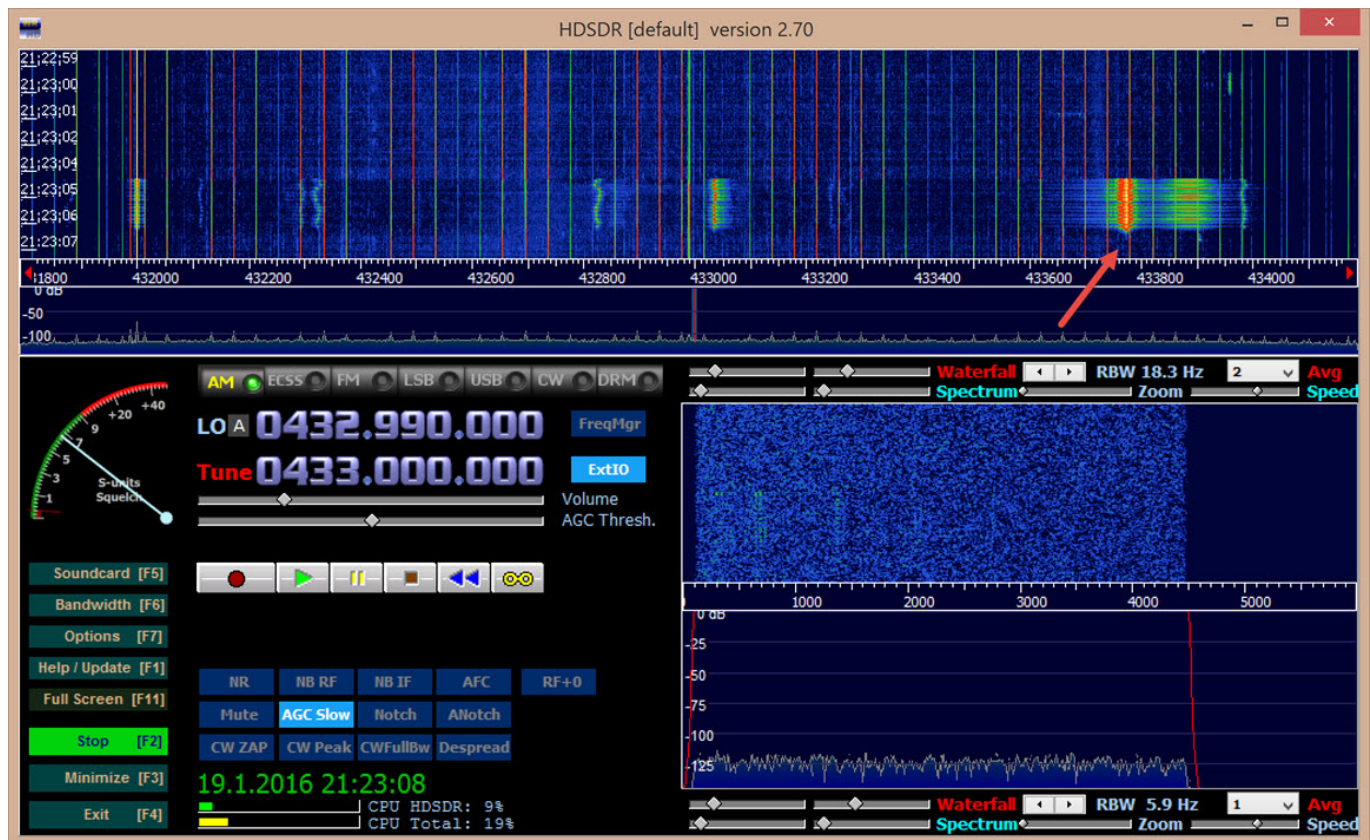 HDSDR [default] version 2.70
21:22:59
21:23:00
21:23:01
21:23:02
21:23:04
21:23:05
21:23:06
21:23:07
432000 432200 432400 432600 432800 433000 433200 433400 433600 433800 434000
0 dB
-50
-100
AM ECSS FM LSB USB CW DRM
Waterfall RBW 18.3 Hz 2 Avg
Spectrum Zoom Speed
+20 +40
9
7
5
3
1
S-units
Squelch
LO A 0432.990.000 FreqMgr
Tune 0433.000.000 ExtIO
Volume
AGC Thresh.
Soundcard [F5]
Bandwidth [F6]
Options [F7]
Help / Update [F1]
Full Screen [F11]
Stop [F2]
Minimize [F3]
Exit [F4]
NR NB RF NB IF AFC RF+0
Mute AGC Slow Notch ANotch
CW ZAP CW Peak CWFullBw Despread
19.1.2016 21:23:08
CPU HDSDR: 9%
CPU Total: 19%
1000 2000 3000 4000 5000
0 dB
-25
-50
-75
-100
-125
Waterfall RBW 5.9 Hz 1 Avg
Spectrum Zoom Speed